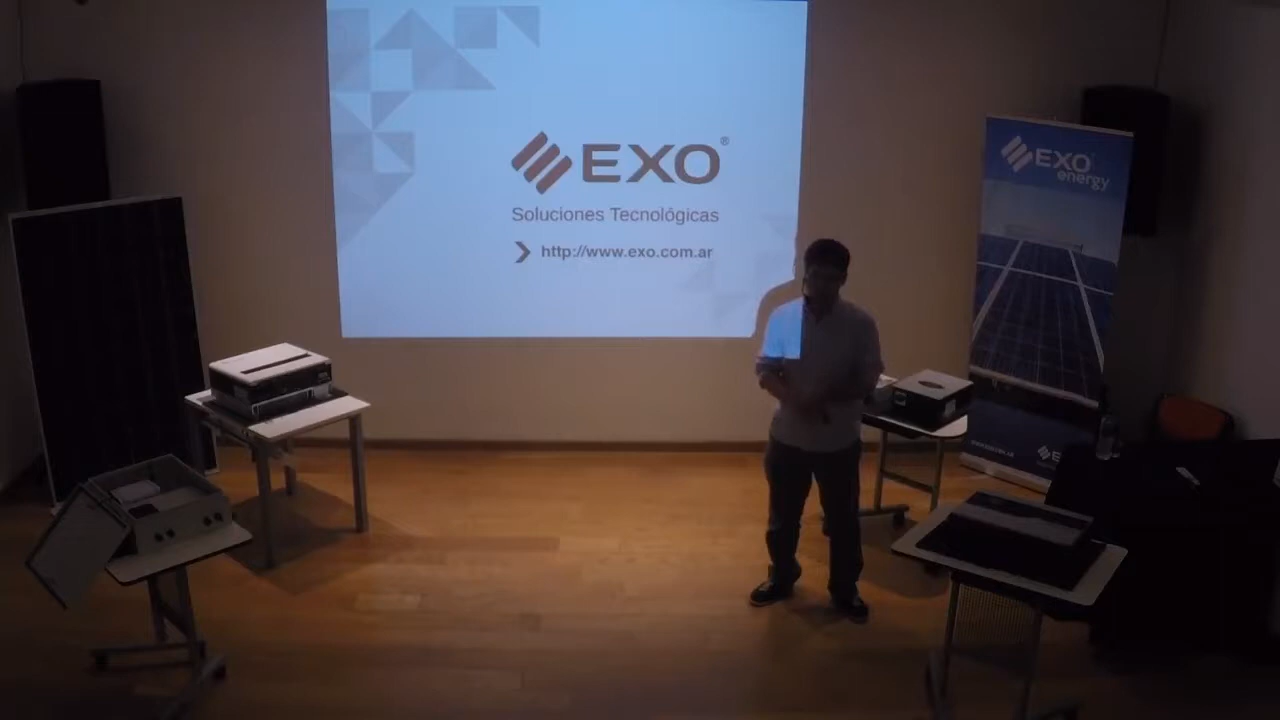 EXO®
Soluciones Tecnológicas
http://www.exo.com.ar
EXO
energy